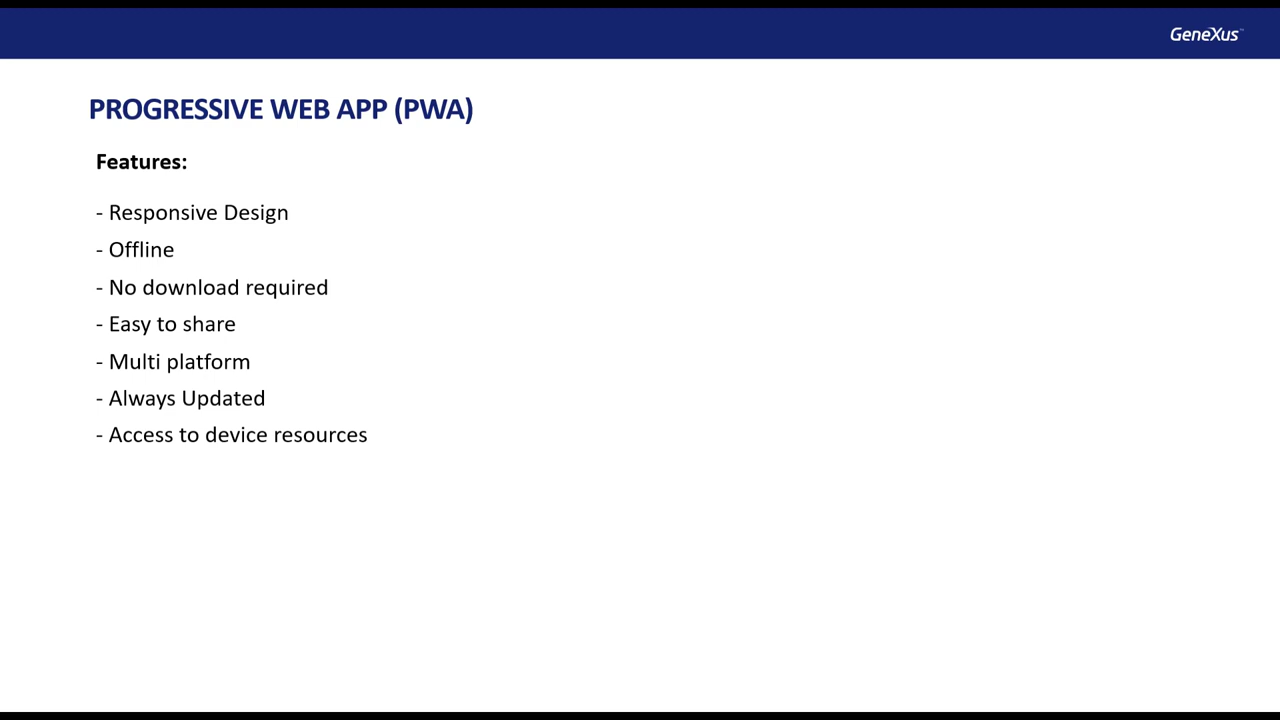 GeneXus™
PROGRESSIVE WEB APP (PWA)
Features:
- Responsive Design
- Offline
- No download required
- Easy to share
- Multi platform
- Always Updated
- Access to device resources